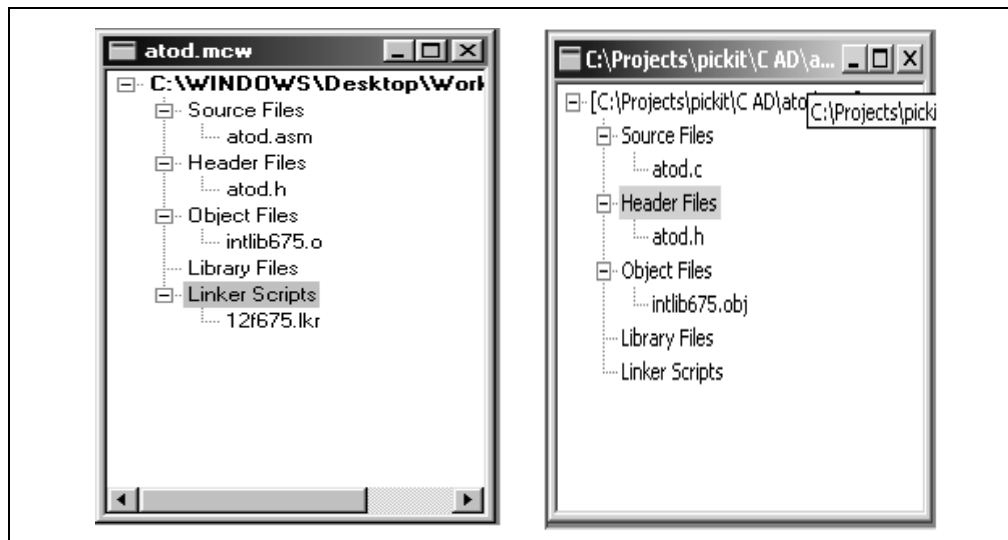 atod.mcw
C:\WINDOWS\Desktop\Work
Source Files
atod.asm
Header Files
atod.h
Object Files
intlib675.o
Library Files
Linker Scripts
12f675.lkr
C:\Projects\pickit\C AD\a...
[C:\Projects\pickit\C AD\ato
C:\Projects\picki
Source Files
atod.c
Header Files
atod.h
Object Files
intlib675.obj
Library Files
Linker Scripts